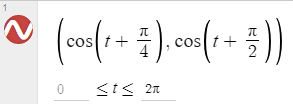 1
(cos(t + π/4), cos(t + π/2))
0 ≤ t ≤ 2π